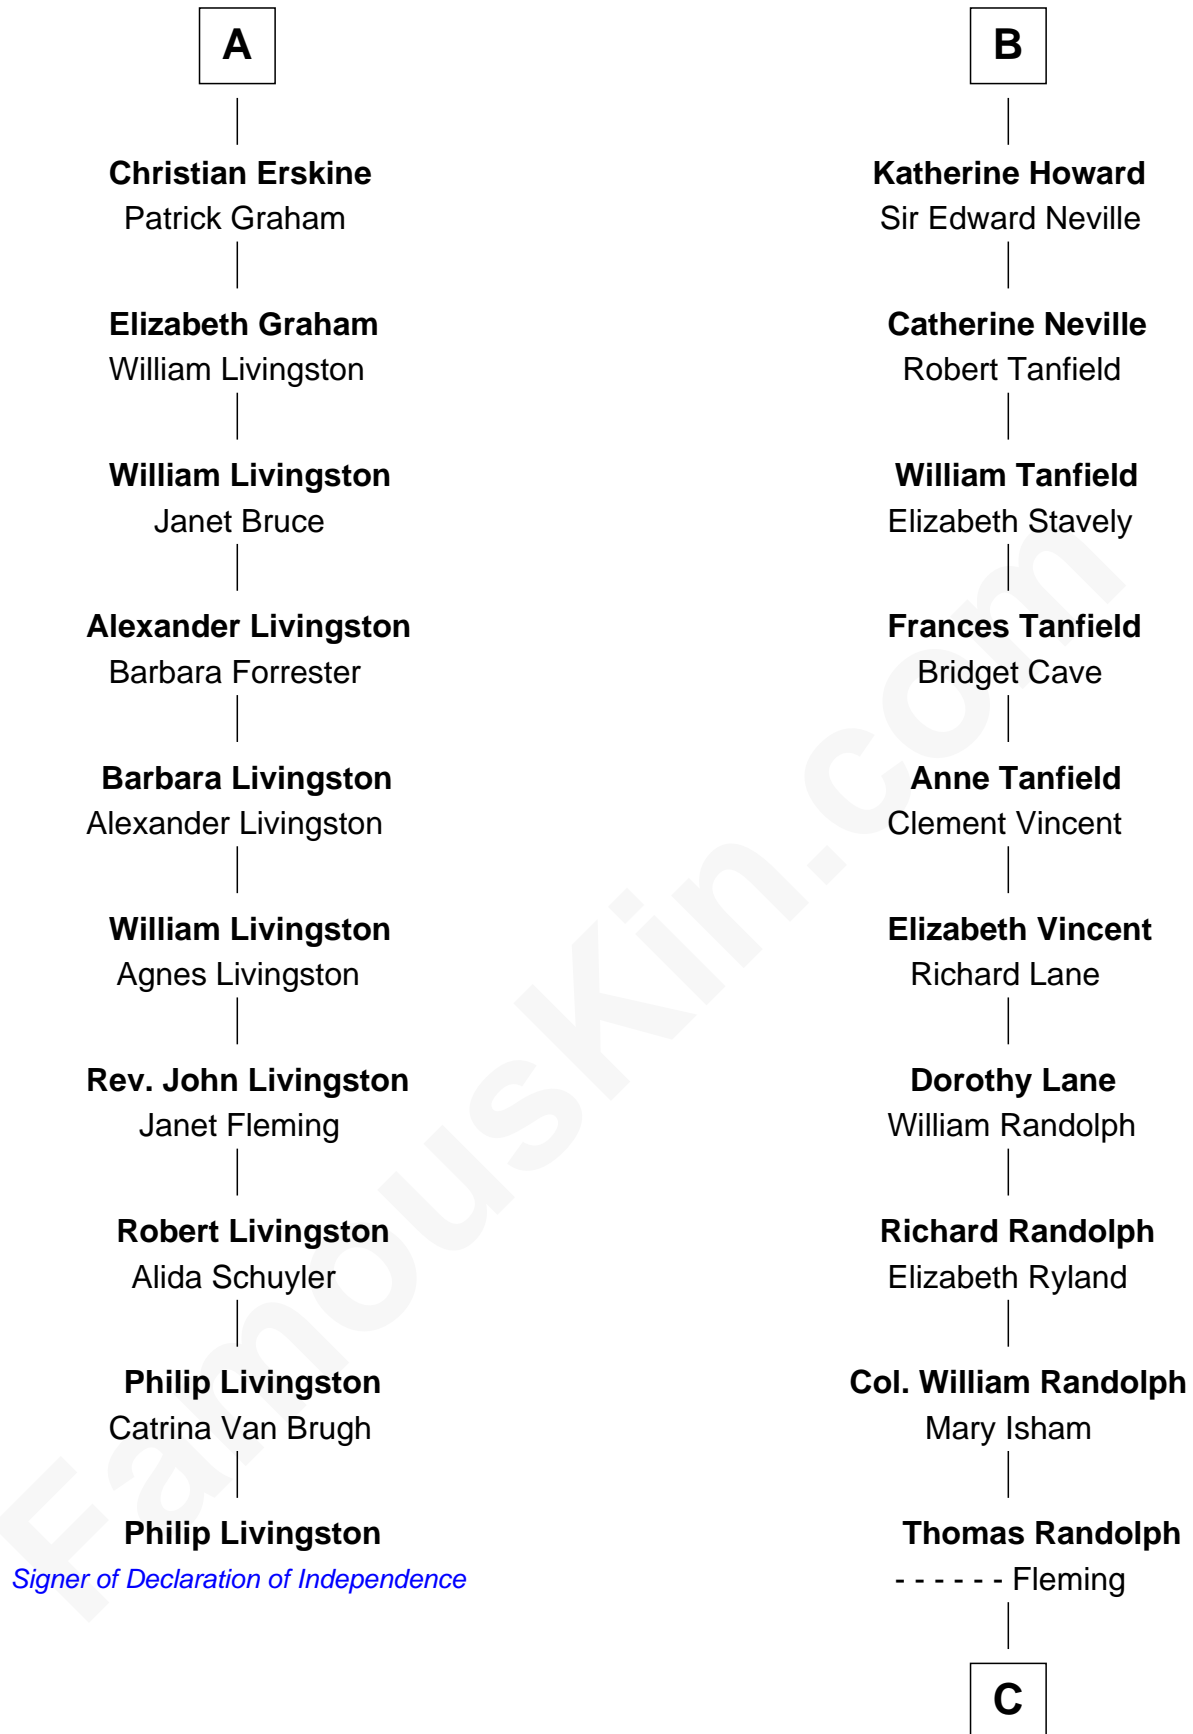 A
Christian Erskine
Patrick Graham
Elizabeth Graham
William Livingston
William Livingston
Janet Bruce
Alexander Livingston
Barbara Forrester
Barbara Livingston
Alexander Livingston
William Livingston
Agnes Livingston
Rev. John Livingston
Janet Fleming
Robert Livingston
Alida Schuyler
Philip Livingston
Catrina Van Brugh
Philip Livingston
Signer of Declaration of Independence
B
Katherine Howard
Sir Edward Neville
Catherine Neville
Robert Tanfield
William Tanfield
Elizabeth Stavely
Frances Tanfield
Bridget Cave
Anne Tanfield
Clement Vincent
Elizabeth Vincent
Richard Lane
Dorothy Lane
William Randolph
Richard Randolph
Elizabeth Ryland
Col. William Randolph
Mary Isham
Thomas Randolph
- - - - - - Fleming
C
FamousKin.com